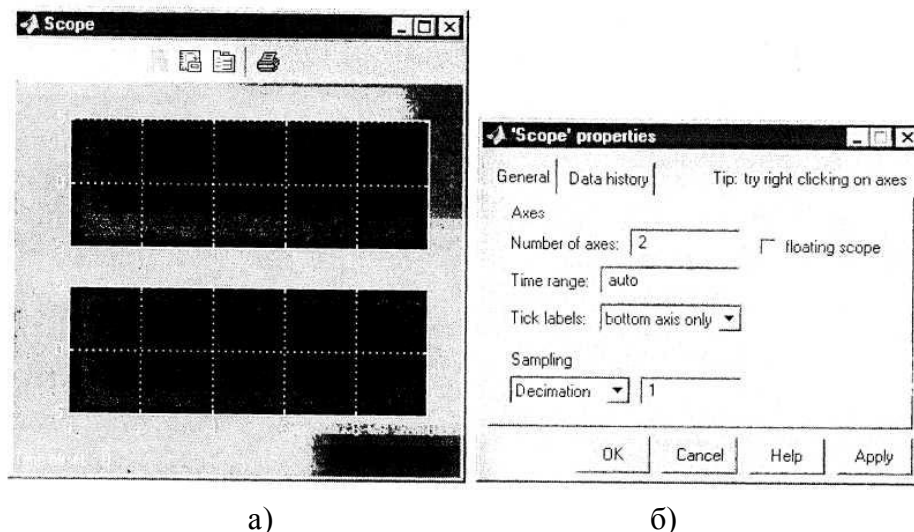 Scope
'Scope' properties
General Data history Tip: try right clicking on axes
Axes
Number of axes: 2 floating scope
Time range: auto
Tick labels: bottom axis only
Sampling
Decimation 1
OK Cancel Help Apply
а) б)